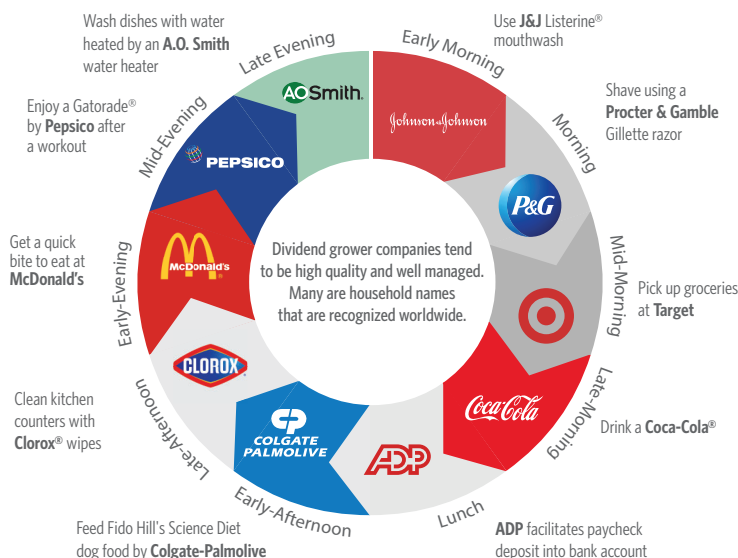 Early Morning
Use J&J Listerine®
mouthwash
Johnson & Johnson
Morning
Shave using a
Procter & Gamble
Gillette razor
P&G
Mid-Morning
Pick up groceries
at Target
Late-Morning
Drink a Coca-Cola®
Coca-Cola
Lunch
ADP facilitates paycheck
deposit into bank account
ADP
Early-Afternoon
Feed Fido Hill's Science Diet
dog food by Colgate-Palmolive
CP
COLGATE
PALMOLIVE
Late-Afternoon
Clean kitchen
counters with
Clorox® wipes
CLOROX
Early-Evening
Get a quick
bite to eat at
McDonald's
McDonald's
Mid-Evening
Enjoy a Gatorade®
by Pepsico after
a workout
PEPSICO
Late Evening
Wash dishes with water
heated by an A.O. Smith
water heater
AOSmith.
Dividend grower companies tend
to be high quality and well managed.
Many are household names
that are recognized worldwide.